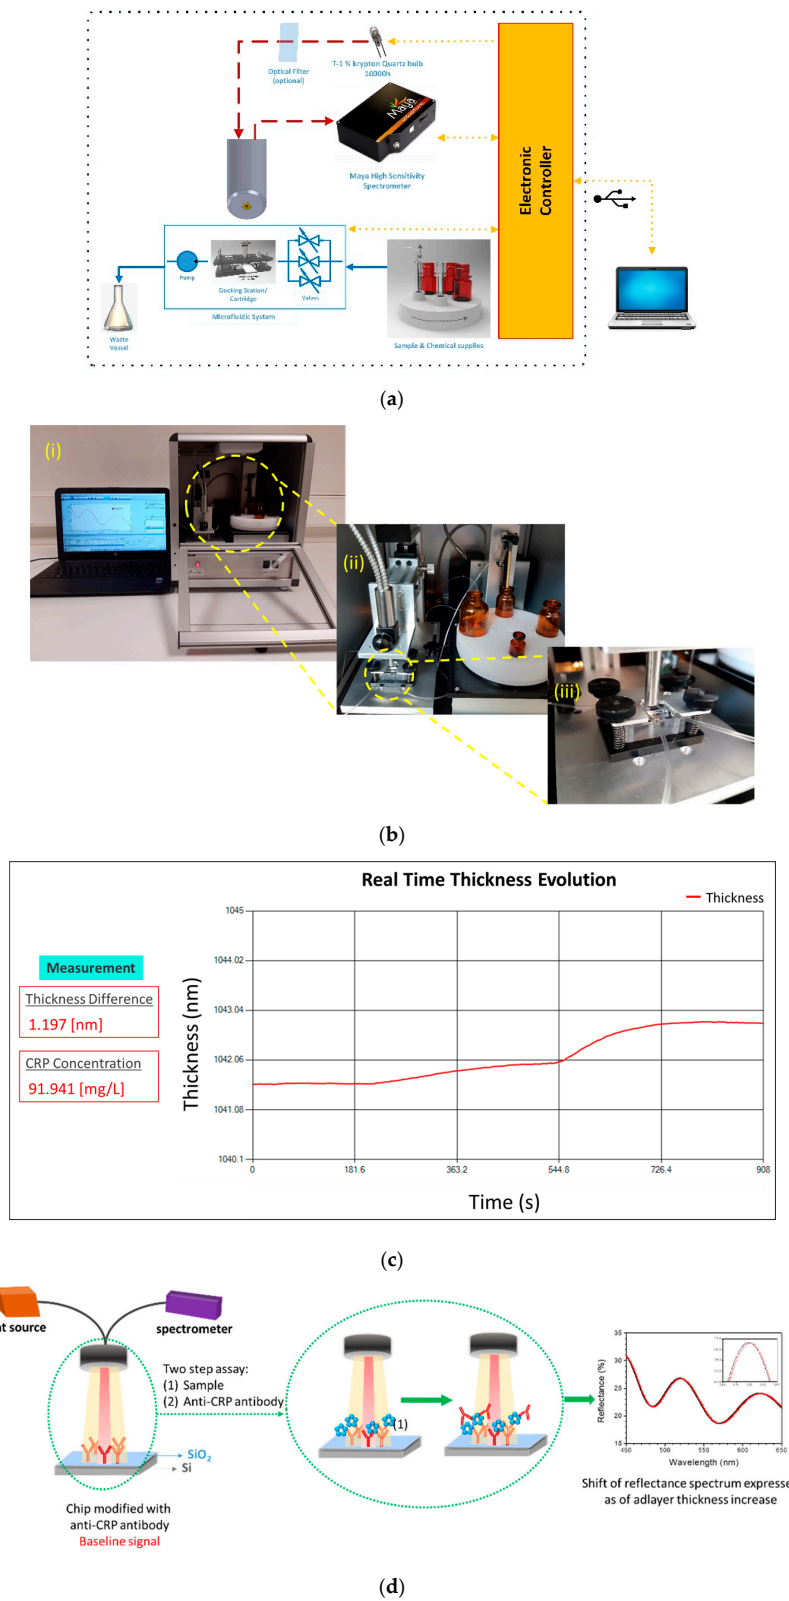 T-1 ¾ krypton Quartz bulb
10000h
Optical Filter
(optional)
Maya
Maya High Sensitivity
Spectrometer
Electronic
Controller
Pump
Docking Station/
Cartridge
Valves
Microfluidic System
Waste
Vessel
Sample & Chemical supplies
(a)
(i)
(ii)
(iii)
(b)
Real Time Thickness Evolution
Thickness
Measurement
Thickness Difference
1.197 [nm]
CRP Concentration
91.941 [mg/L]
Thickness (nm)
1045
1044.02
1043.04
1042.06
1041.08
1040.1
0 181.6 363.2 544.8 726.4 908
Time (s)
(c)
nt source
spectrometer
Two step assay:
(1) Sample
(2) Anti-CRP antibody
(1)
SiO₂
Si
Chip modified with
anti-CRP antibody
Baseline signal
Reflectance (%)
35
30
25
20
15
450 500 550 600 650
Wavelength (nm)
Shift of reflectance spectrum expresse
as of adlayer thickness increase
(d)